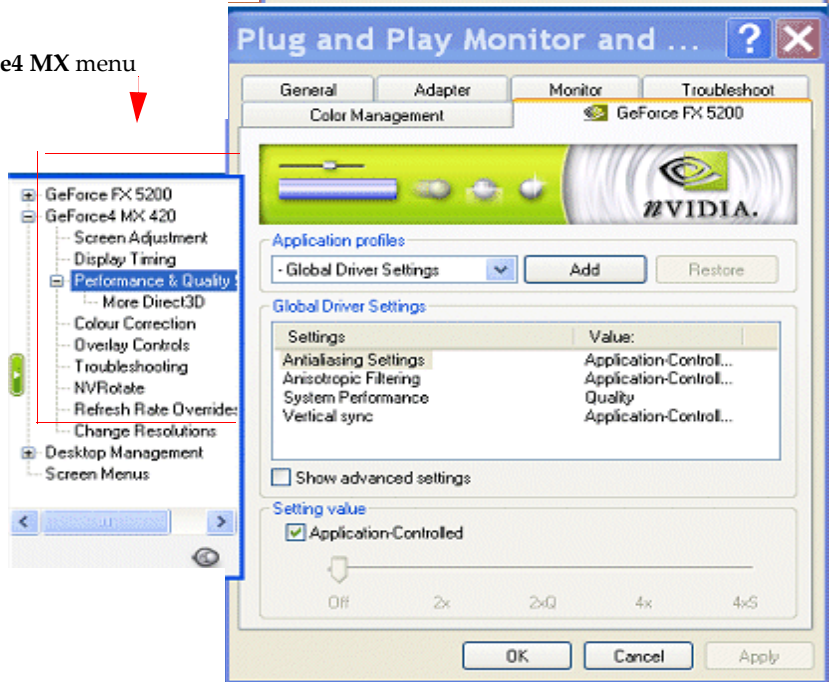 e4 MX menu
Plug and Play Monitor and ...
General Adapter Monitor Troubleshoot
Color Management GeForce FX 5200
nVIDIA.
GeForce FX 5200
GeForce4 MX 420
Screen Adjustment
Display Timing
Performance & Quality
More Direct3D
Colour Correction
Overlay Controls
Troubleshooting
NVRotate
Refresh Rate Overrides
Change Resolutions
Desktop Management
Screen Menus
Application profiles
- Global Driver Settings Add Restore
Global Driver Settings
Settings Value:
Antialiasing Settings Application-Controll...
Anisotropic Filtering Application-Controll...
System Performance Quality
Vertical sync Application-Controll...
Show advanced settings
Setting value
Application-Controlled
Off 2x 2xQ 4x 4xS
OK Cancel Apply